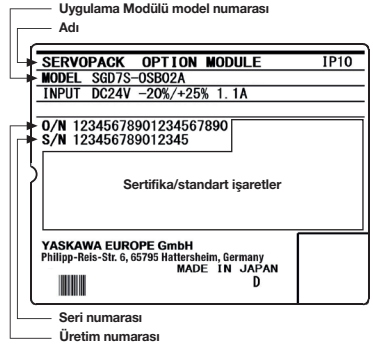 Uygulama Modülü model numarası
Adı
SERVOPACK OPTION MODULE IP10
MODEL SGD7S-OSB02A
INPUT DC24V -20%/+25% 1.1A
O/N 12345678901234567890
S/N 123456789012345
Sertifika/standart işaretler
YASKAWA EUROPE GmbH
Philipp-Reis-Str. 6, 65795 Hattersheim, Germany
MADE IN JAPAN
D
Seri numarası
Üretim numarası